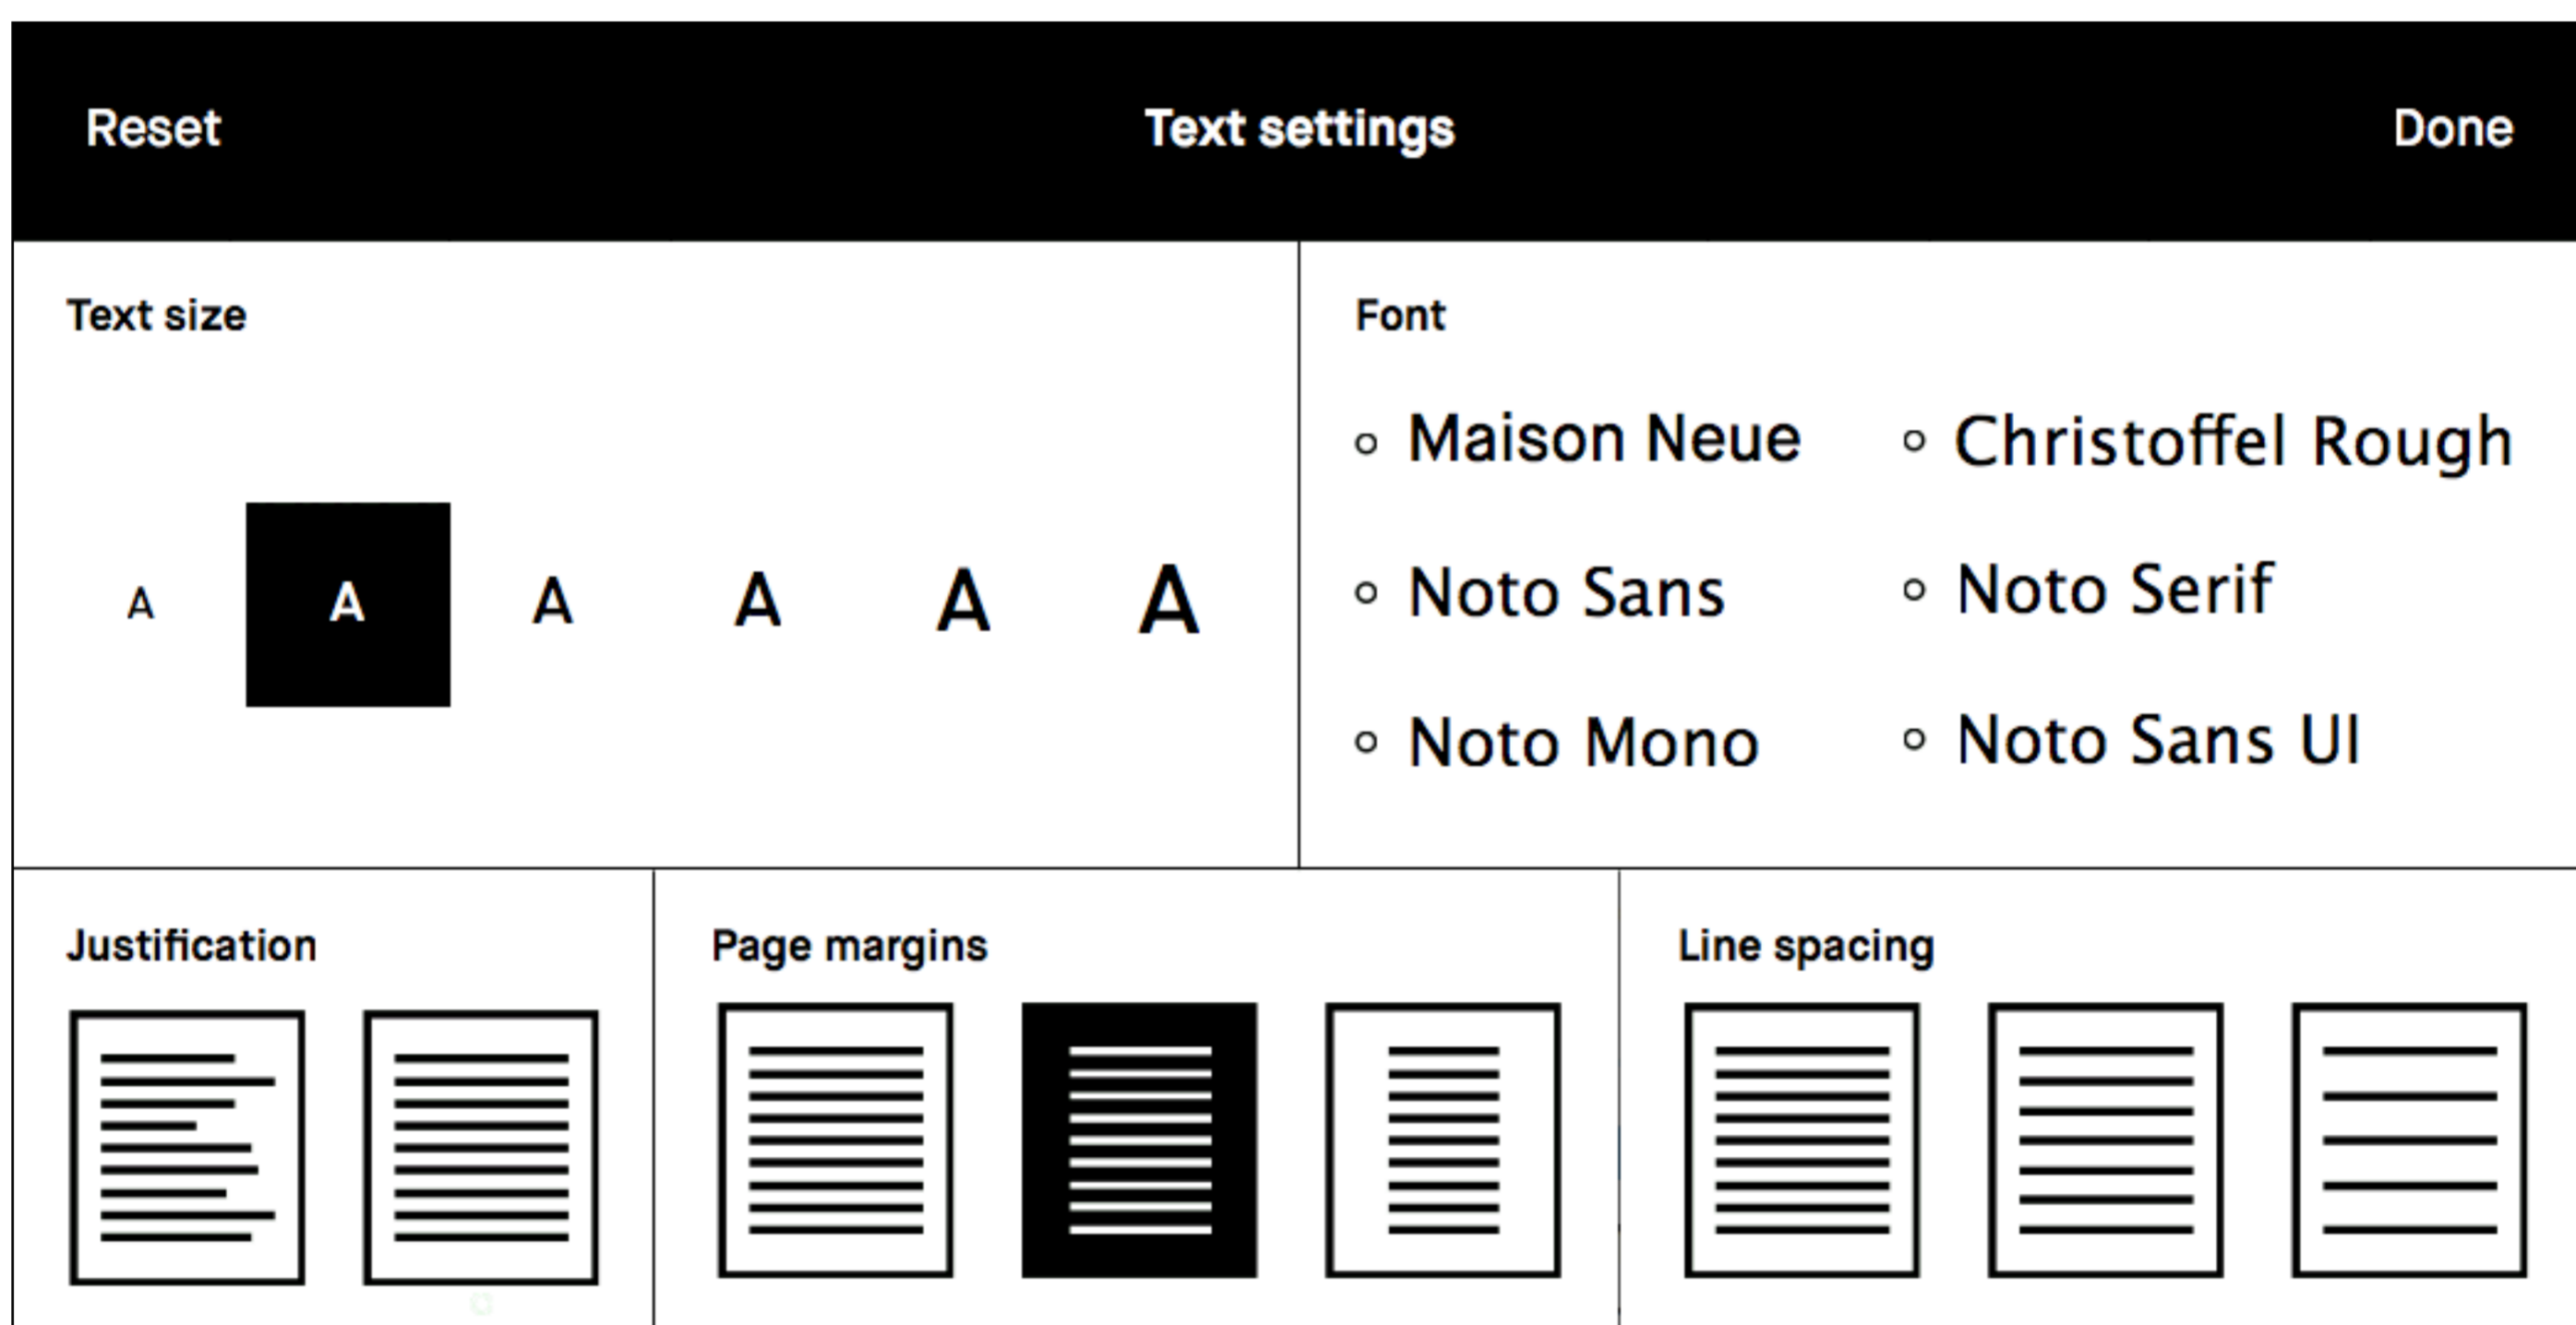 Reset Text settings Done
Text size
A A A A A A
Font
Maison Neue
Christoffel Rough
Noto Sans
Noto Serif
Noto Mono
Noto Sans UI
Justification
Page margins
Line spacing